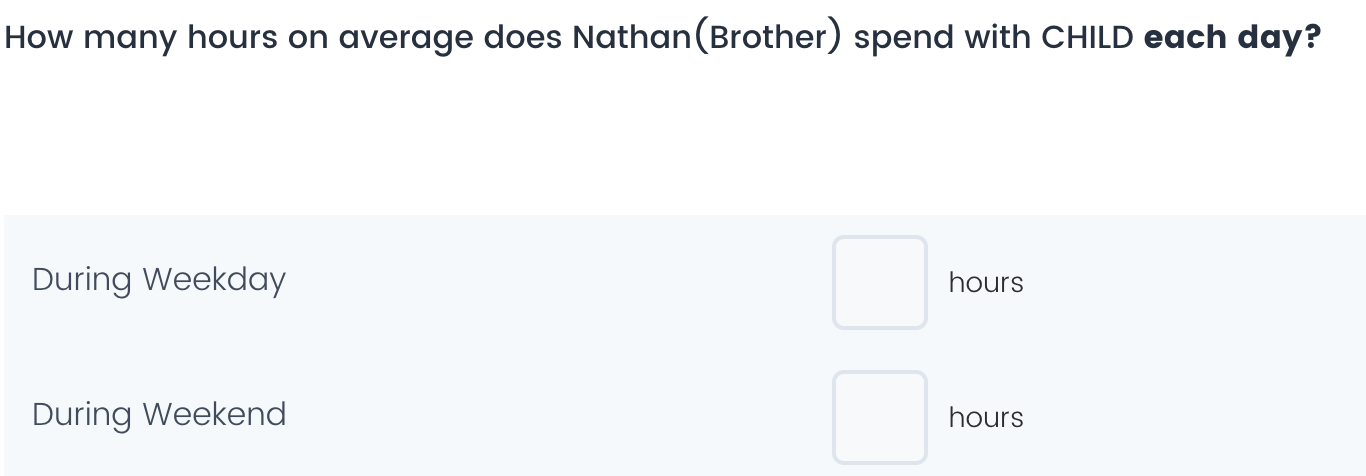 How many hours on average does Nathan(Brother) spend with CHILD each day?
During Weekday hours
During Weekend hours